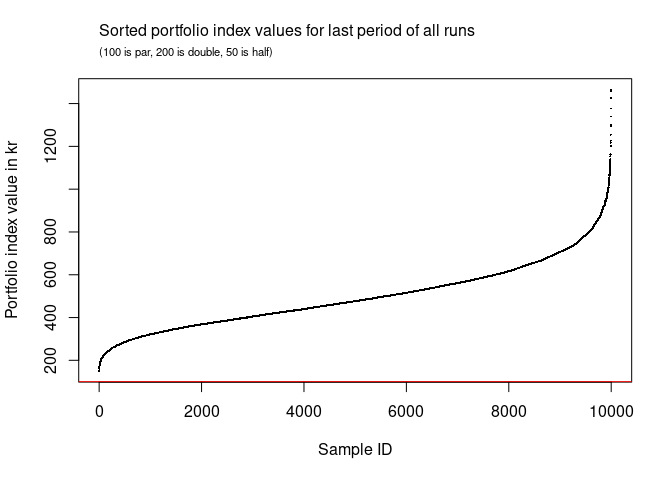 Sorted portfolio index values for last period of all runs
(100 is par, 200 is double, 50 is half)
Portfolio index value in kr
1200
800
600
400
200
0 2000 4000 6000 8000 10000
Sample ID